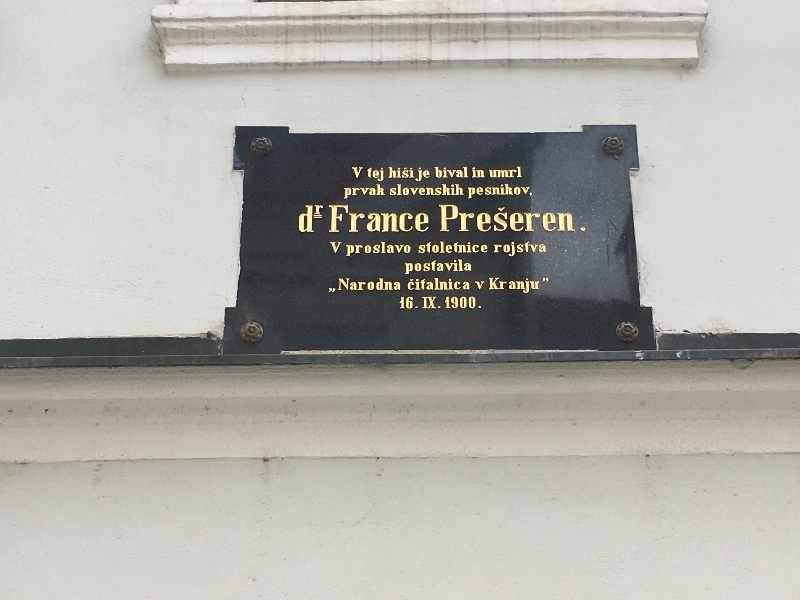 V tej hiši je bival in umrl
prvak slovenskih pesnikov,
dr France Prešeren.
V proslavo stoletnice rojstva
postavila
„Narodna čitalnica v Kranju”
16. IX. 1900.